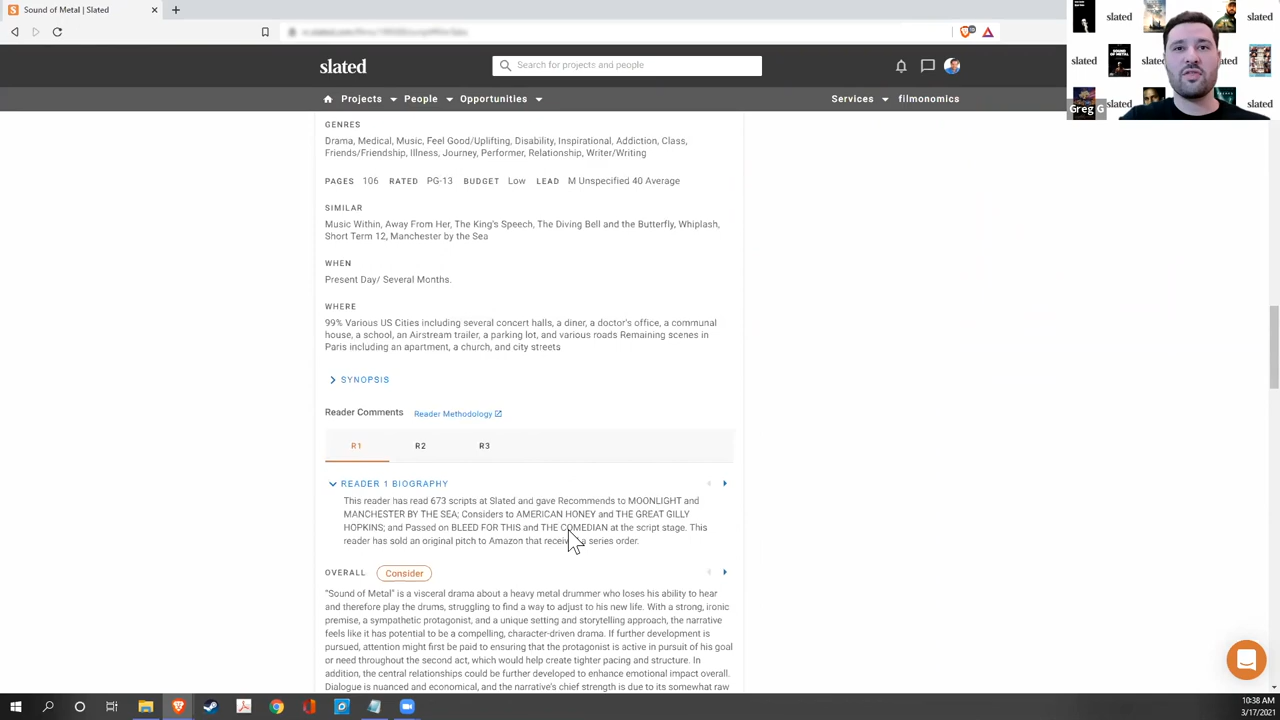 Sound of Metal | Slated
slated
Search for projects and people
Projects People Opportunities Services filmonomics
GENRES
Drama, Medical, Music, Feel Good/Uplifting, Disability, Inspirational, Addiction, Class,
Friends/Friendship, Illness, Journey, Performer, Relationship, Writer/Writing
PAGES 106 RATED PG-13 BUDGET Low LEAD M Unspecified 40 Average
SIMILAR
Music Within, Away From Her, The King's Speech, The Diving Bell and the Butterfly, Whiplash,
Short Term 12, Manchester by the Sea
WHEN
Present Day/ Several Months.
WHERE
99% Various US Cities including several concert halls, a diner, a doctor's office, a communal
house, a school, an Airstream trailer, a parking lot, and various roads Remaining scenes in
Paris including an apartment, a church, and city streets
SYNOPSIS
Reader Comments Reader Methodology
R1 R2 R3
READER 1 BIOGRAPHY
This reader has read 673 scripts at Slated and gave Recommends to MOONLIGHT and
MANCHESTER BY THE SEA; Considers to AMERICAN HONEY and THE GREAT GILLY
HOPKINS; and Passed on BLEED FOR THIS and THE COMEDIAN at the script stage. This
reader has sold an original pitch to Amazon that receiv a series order.
OVERALL Consider
“Sound of Metal” is a visceral drama about a heavy metal drummer who loses his ability to hear
and therefore play the drums, struggling to find a way to adjust to his new life. With a strong, ironic
premise, a sympathetic protagonist, and a unique setting and storytelling approach, the narrative
feels like it has potential to be a compelling, character-driven drama. If further development is
pursued, attention might first be paid to ensuring that the protagonist is active in pursuit of his goal
or need throughout the second act, which would help create tighter pacing and structure. In
addition, the central relationships could be further developed to enhance emotional impact overall.
Dialogue is nuanced and economical, and the narrative's chief strength is due to its somewhat raw
slated
slated
slated
SOUND OF METAL
slated
Greg G
slated
slated
10:38 AM
3/17/2021